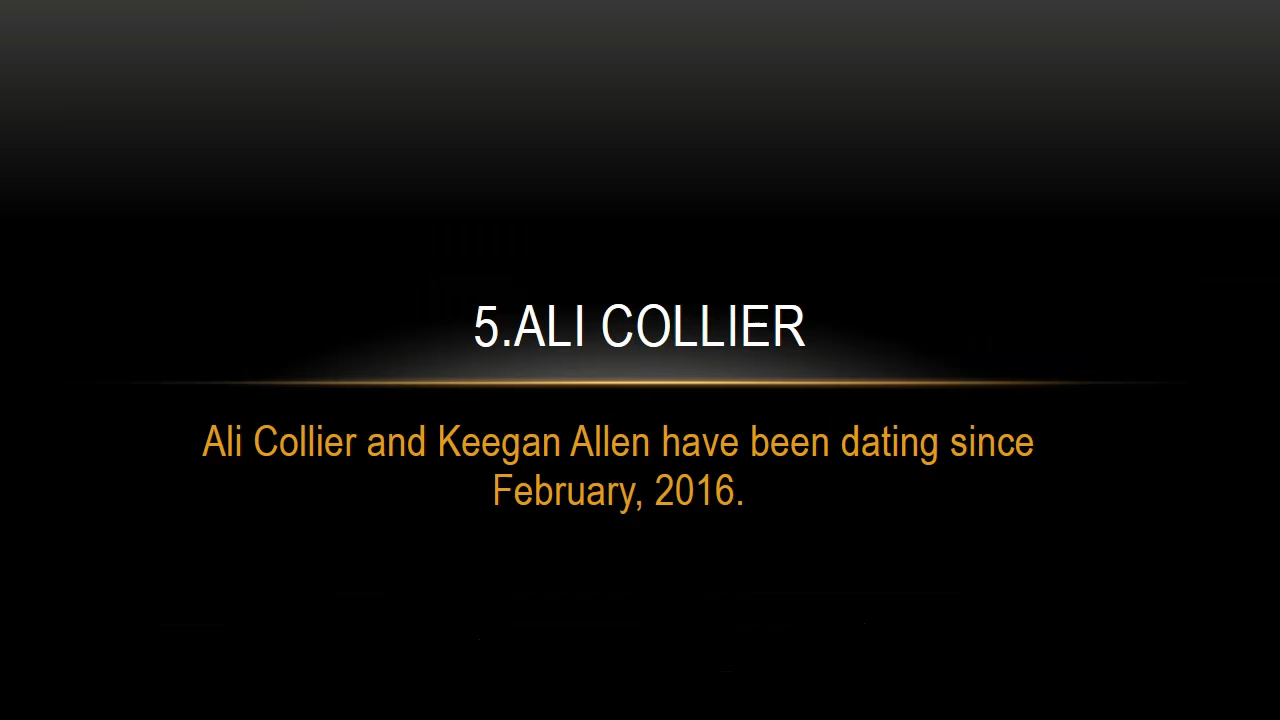 5.ALI COLLIER
Ali Collier and Keegan Allen have been dating since
February, 2016.